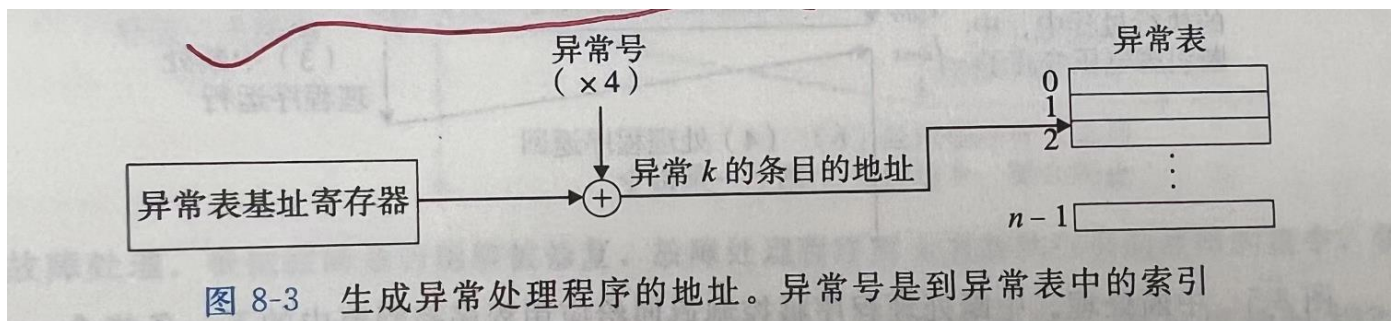 异常号
(×4)
异常表
0
1
2
⋮
n-1
异常表基址寄存器
+
异常 k 的条目的地址
图 8-3 生成异常处理程序的地址。异常号是到异常表中的索引